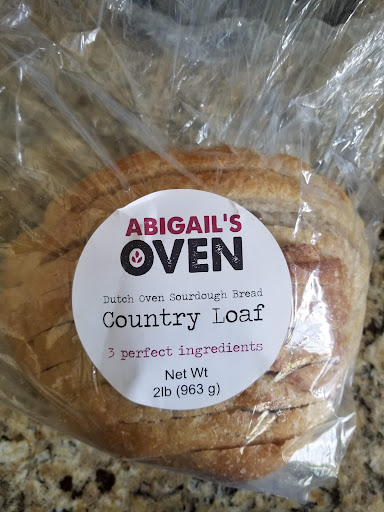 ABIGAIL'S
OVEN
Dutch Oven Sourdough Bread
Country Loaf
3 perfect ingredients
Net Wt
2lb (963 g)